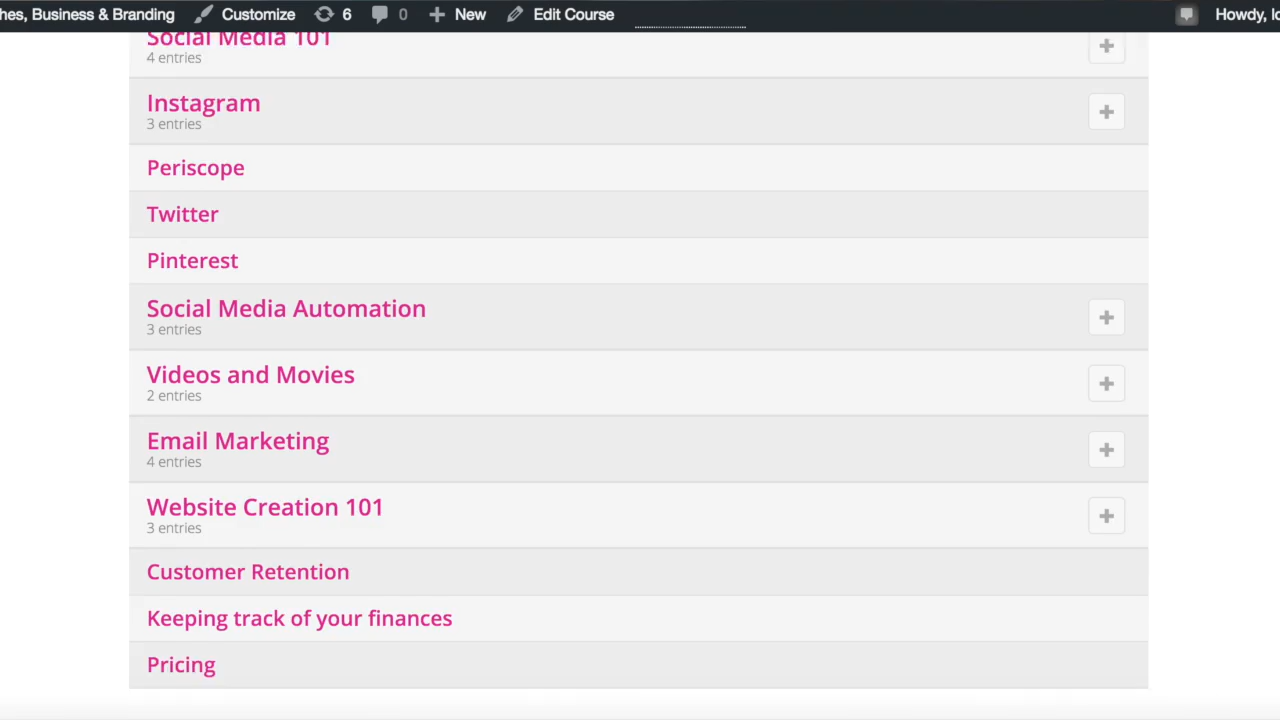 hes, Business & Branding Customize 6 0 New Edit Course Howdy,
Social Media 101
4 entries
Instagram
3 entries
Periscope
Twitter
Pinterest
Social Media Automation
3 entries
Videos and Movies
2 entries
Email Marketing
4 entries
Website Creation 101
3 entries
Customer Retention
Keeping track of your finances
Pricing